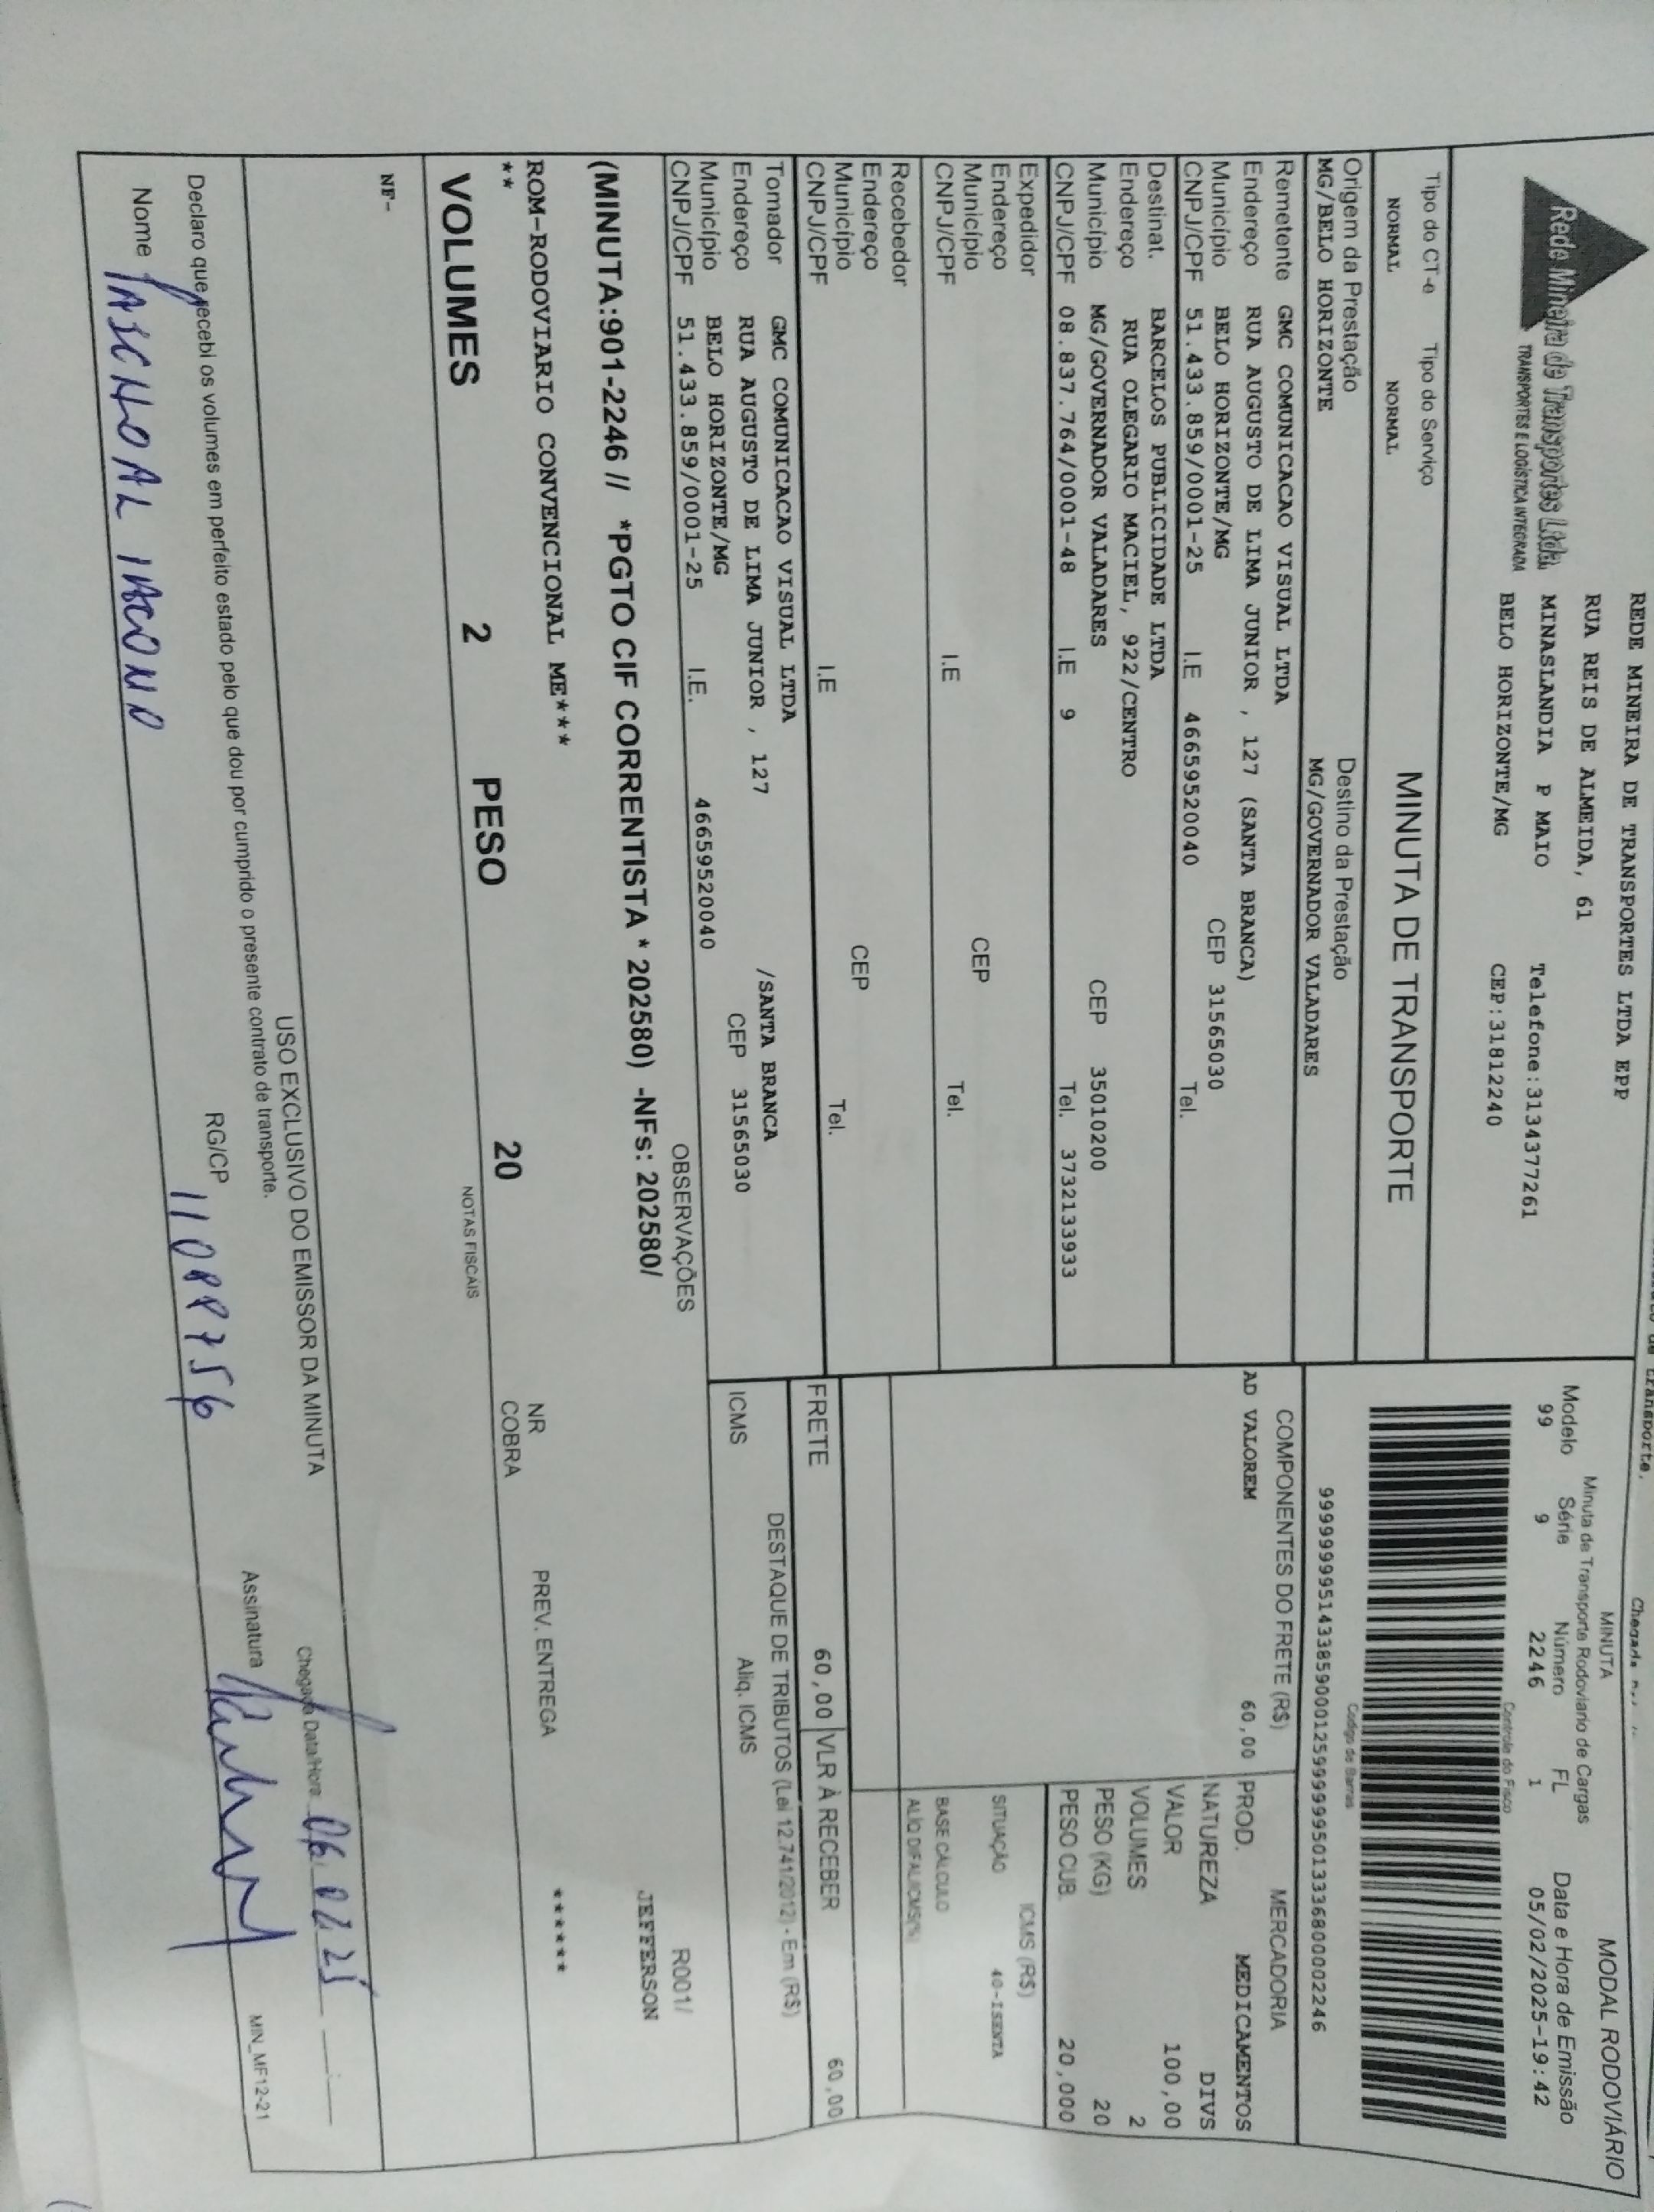 REDE MINEIRA DE TRANSPORTES LTDA EPP
RUA REIS DE ALMEIDA, 61
MINASLANDIA P MAIO Telefone:3134377261
BELO HORIZONTE/MG CEP:31812240
Rede Mineira de Transportes Ltda.
TRANSPORTES E LOGÍSTICA INTEGRADA
MODAL RODOVIÁRIO
MINUTA
Minuta de Transporte Rodoviario de Cargas
Modelo Série Número FL Data e Hora de Emissão
99 9 2246 1 05/02/2025-19:42
Controle do Fisco
Codigo de Barras
Tipo do CT-e Tipo do Serviço
NORMAL NORMAL
MINUTA DE TRANSPORTE
Origem da Prestação Destino da Prestação
MG/BELO HORIZONTE MG/GOVERNADOR VALADARES
Remetente GMC COMUNICACAO VISUAL LTDA
Endereço RUA AUGUSTO DE LIMA JUNIOR , 127 (SANTA BRANCA)
Município BELO HORIZONTE/MG CEP 31565030
CNPJ/CPF 51.433.859/0001-25 I.E 46659520040 Tel.
Destinat. BARCELOS PUBLICIDADE LTDA
Endereço RUA OLEGARIO MACIEL, 922/CENTRO
Município MG/GOVERNADOR VALADARES CEP 35010200
CNPJ/CPF 08.837.764/0001-48 I.E 9 Tel. 3732133933
Expedidor
Endereço
Município CEP
CNPJ/CPF I.E Tel.
Recebedor
Endereço
Município CEP
CNPJ/CPF I.E Tel.
Tomador GMC COMUNICACAO VISUAL LTDA
Endereço RUA AUGUSTO DE LIMA JUNIOR , 127 /SANTA BRANCA
Município BELO HORIZONTE/MG CEP 31565030
CNPJ/CPF 51.433.859/0001-25 I.E. 46659520040
COMPONENTES DO FRETE (R$)
AD VALOREM 60,00
MERCADORIA
PROD. MEDICAMENTOS
NATUREZA DIVS
VALOR 100,00
VOLUMES 2
PESO (KG) 20
PESO CUB. 20,000
ICMS (R$)
SITUAÇÃO 40-ISENTA
BASE CALCULO
FRETE 60,00 VLR À RECEBER 60,00
DESTAQUE DE TRIBUTOS (Lei 12.741/2012) - Em (R$)
ICMS Aliq. ICMS
OBSERVAÇÕES
R001/
(MINUTA:901-2246 // *PGTO CIF CORRENTISTA * 202580) -NFs: 202580/
JEFFERSON
ROM-RODOVIARIO CONVENCIONAL ME****
**
NR PREV. ENTREGA ******
COBRA
VOLUMES 2 PESO 20
NOTAS FISCAIS
NF-
USO EXCLUSIVO DO EMISSOR DA MINUTA
Declaro que recebi os volumes em perfeito estado pelo que dou por cumprido o presente contrato de transporte.
Chegada Data/Hora 06 02 25
Nome PASCHOAL IACONO RG/CP Assinatura
MIN_MF12-21